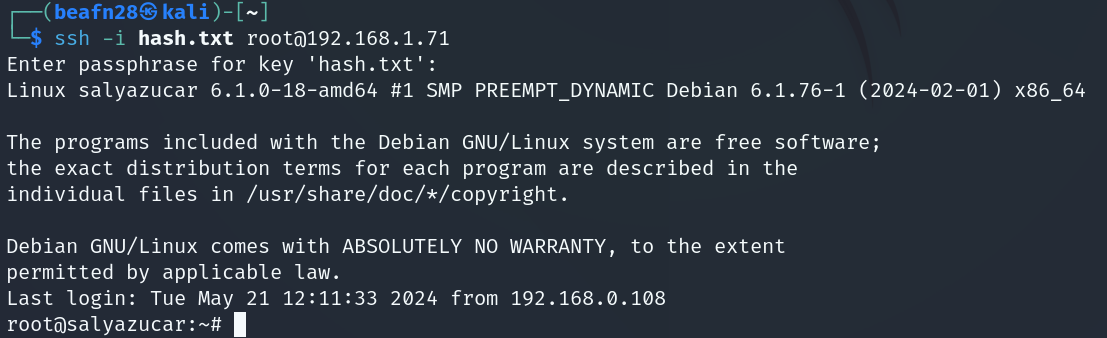 ┌──(beafn28㉿kali)-[~]
└─$ ssh -i hash.txt root@192.168.1.71
Enter passphrase for key 'hash.txt':
Linux salyazucar 6.1.0-18-amd64 #1 SMP PREEMPT_DYNAMIC Debian 6.1.76-1 (2024-02-01) x86_64

The programs included with the Debian GNU/Linux system are free software;
the exact distribution terms for each program are described in the
individual files in /usr/share/doc/*/copyright.

Debian GNU/Linux comes with ABSOLUTELY NO WARRANTY, to the extent
permitted by applicable law.
Last login: Tue May 21 12:11:33 2024 from 192.168.0.108
root@salyazucar:~#